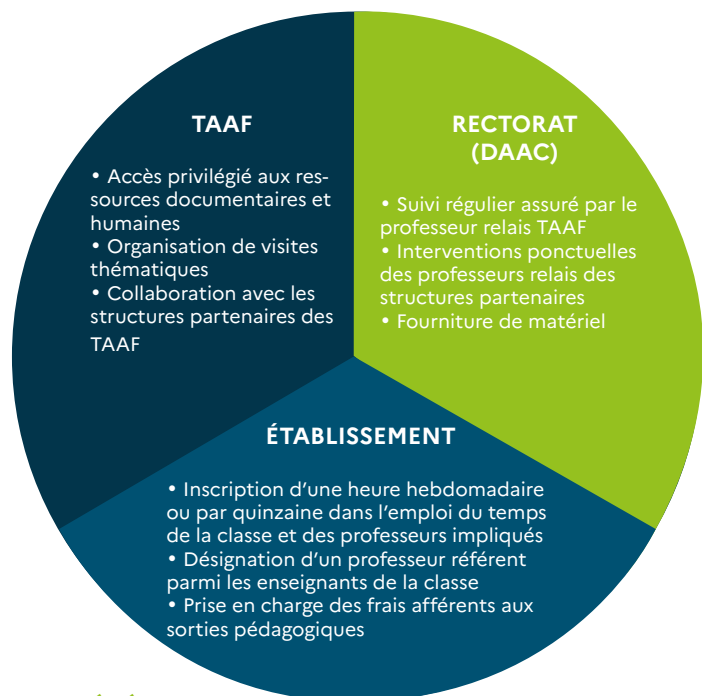 TAAF
• Accès privilégié aux res-
sources documentaires et
humaines
• Organisation de visites
thématiques
• Collaboration avec les
structures partenaires des
TAAF
RECTORAT
(DAAC)
• Suivi régulier assuré par le
professeur relais TAAF
• Interventions ponctuelles
des professeurs relais des
structures partenaires
• Fourniture de matériel
ÉTABLISSEMENT
• Inscription d’une heure hebdomadaire
ou par quinzaine dans l’emploi du temps
de la classe et des professeurs impliqués
• Désignation d’un professeur référent
parmi les enseignants de la classe
• Prise en charge des frais afférents aux
sorties pédagogiques